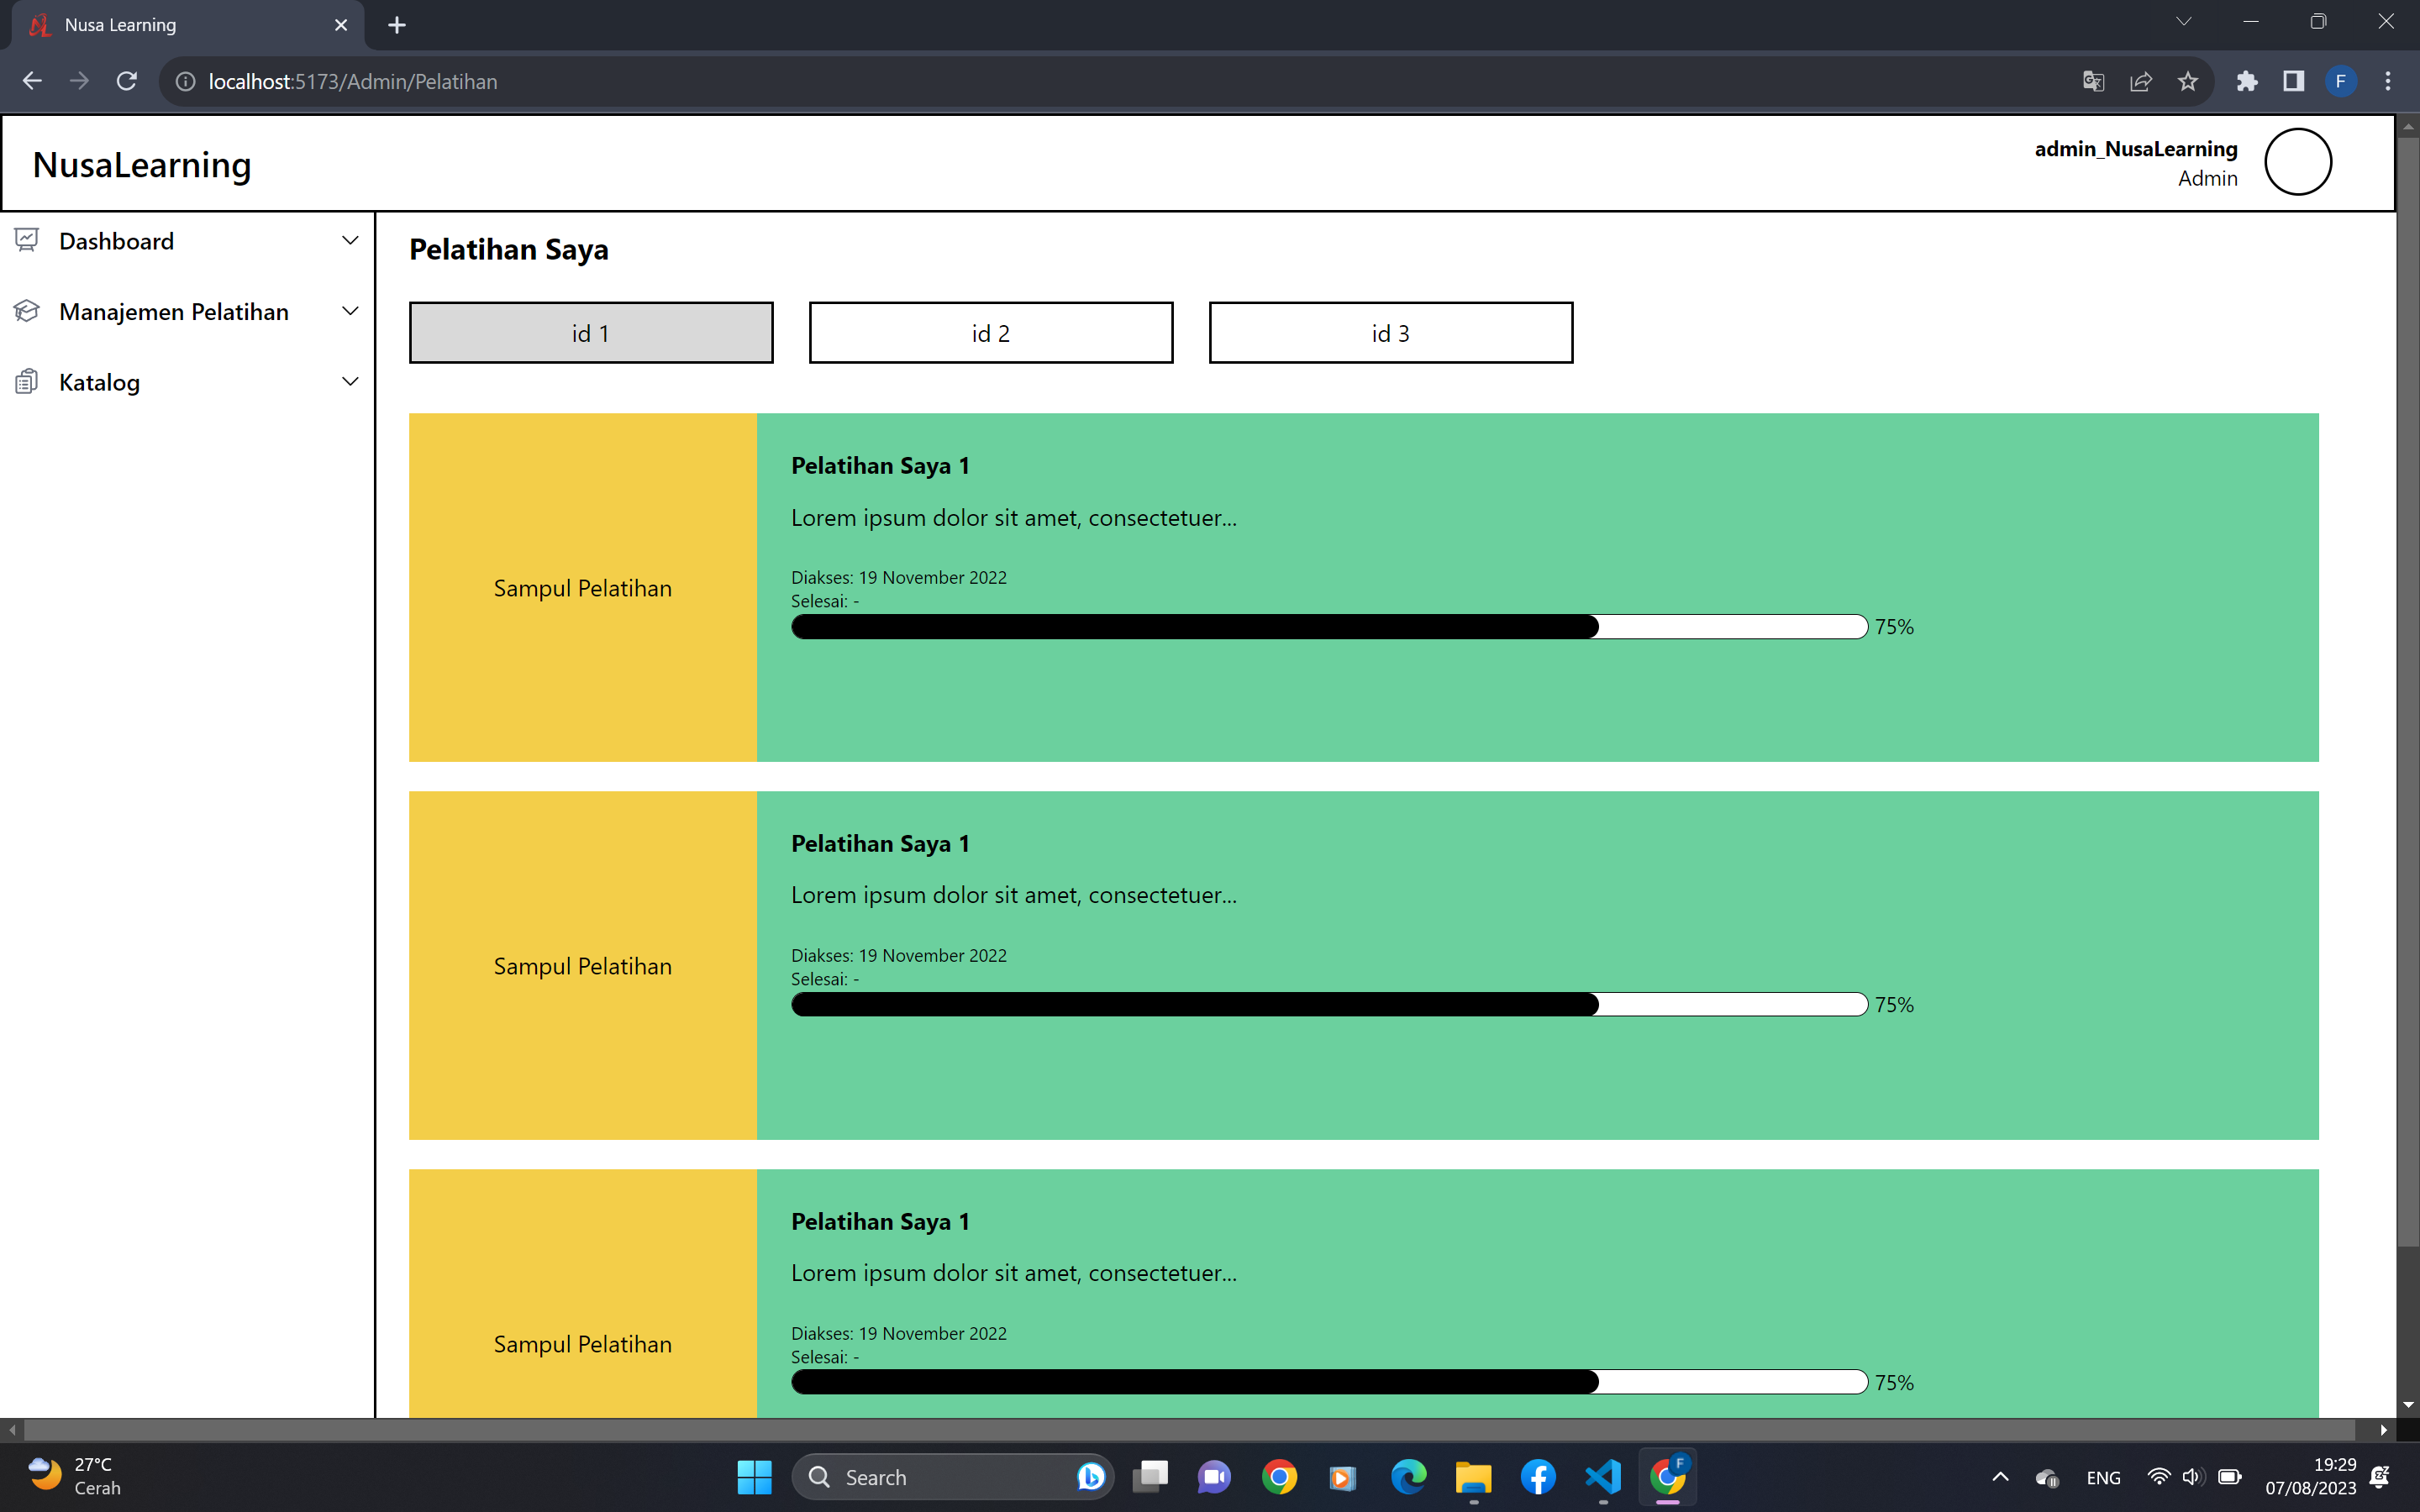 Nusa Learning
localhost:5173/Admin/Pelatihan
F
NusaLearning
admin_NusaLearning
Admin
Dashboard
Manajemen Pelatihan
Katalog
Pelatihan Saya
id 1
id 2
id 3
Sampul Pelatihan
Pelatihan Saya 1
Lorem ipsum dolor sit amet, consectetuer...
Diakses: 19 November 2022
Selesai: -
75%
Sampul Pelatihan
Pelatihan Saya 1
Lorem ipsum dolor sit amet, consectetuer...
Diakses: 19 November 2022
Selesai: -
75%
Sampul Pelatihan
Pelatihan Saya 1
Lorem ipsum dolor sit amet, consectetuer...
Diakses: 19 November 2022
Selesai: -
75%
27°C
Cerah
Search
F
ENG
19:29
07/08/2023